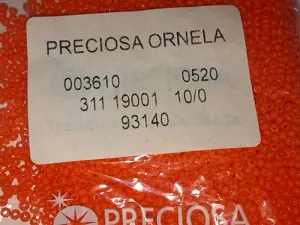 PRECIOSA ORNELA
003610 0520
311 19001 10/0
93140
PRECIOSA